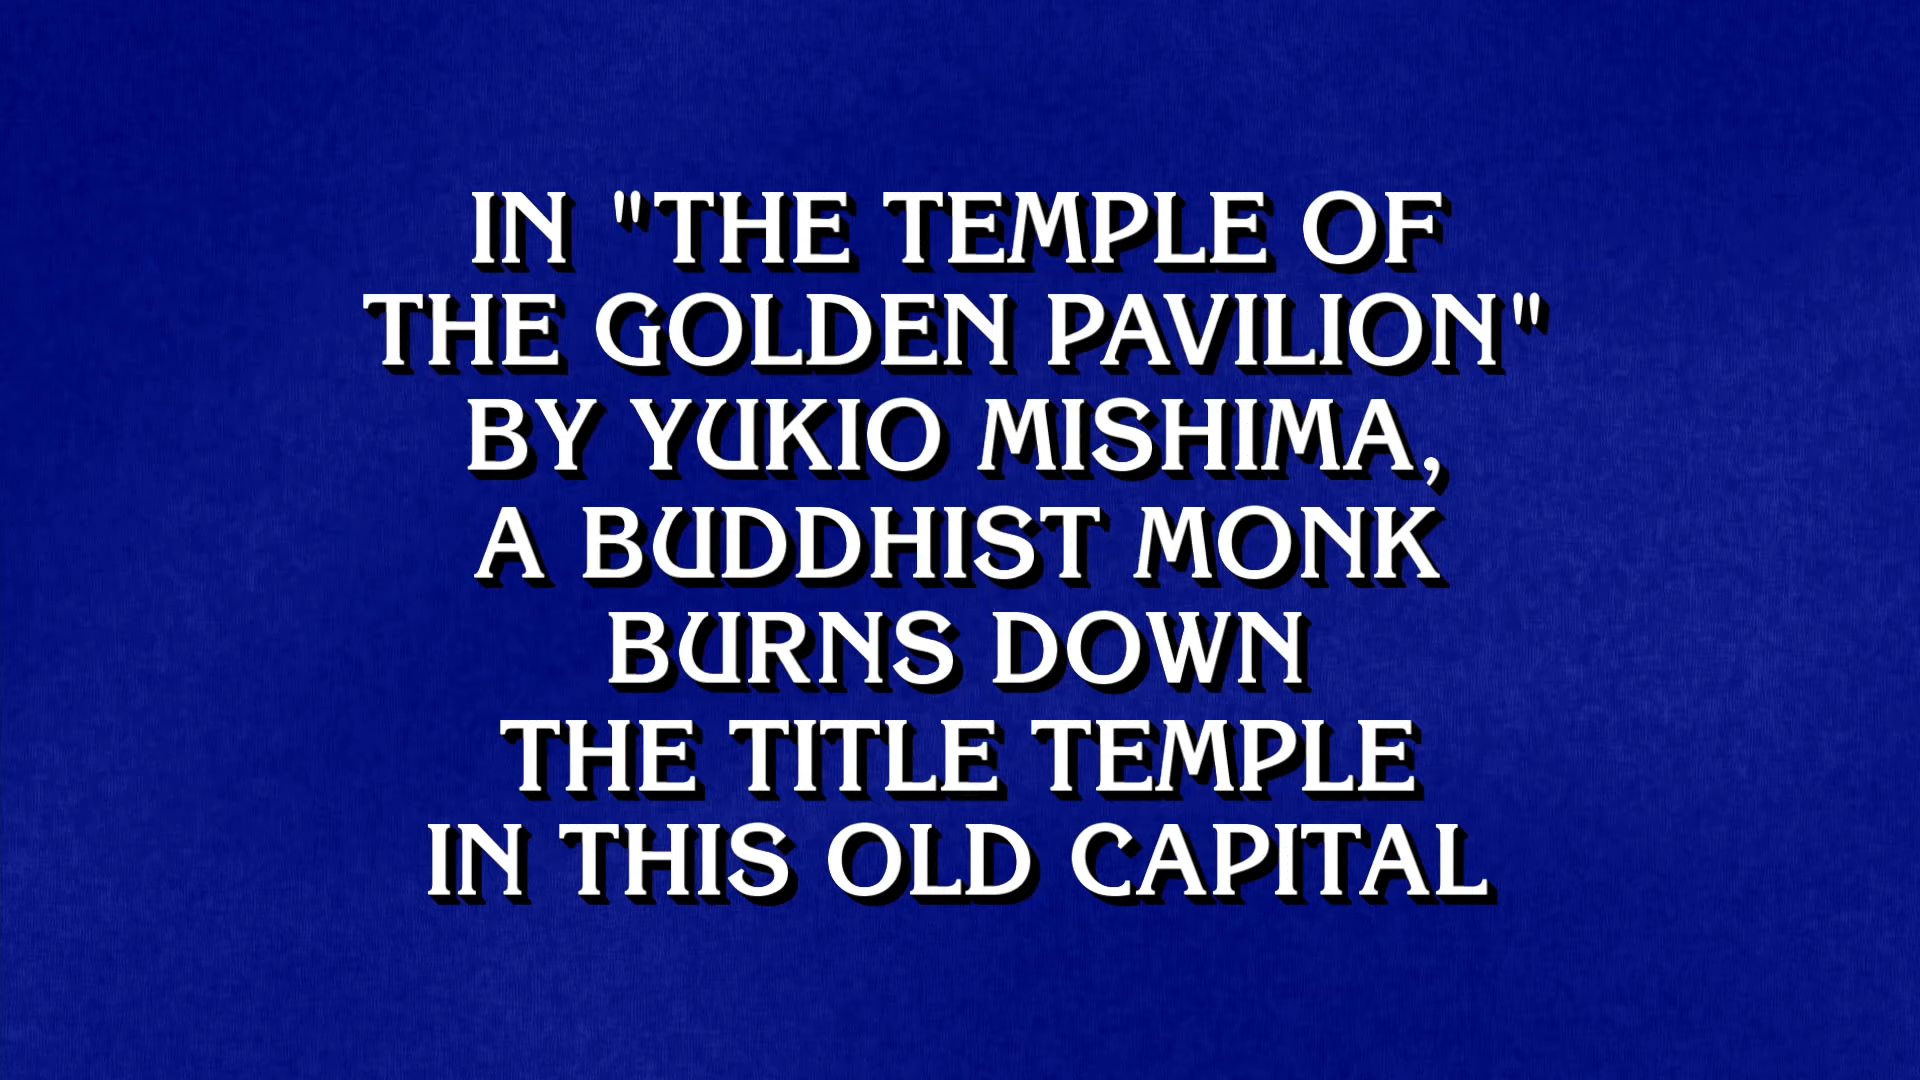 IN "THE TEMPLE OF
THE GOLDEN PAVILION"
BY YUKIO MISHIMA,
A BUDDHIST MONK
BURNS DOWN
THE TITLE TEMPLE
IN THIS OLD CAPITAL